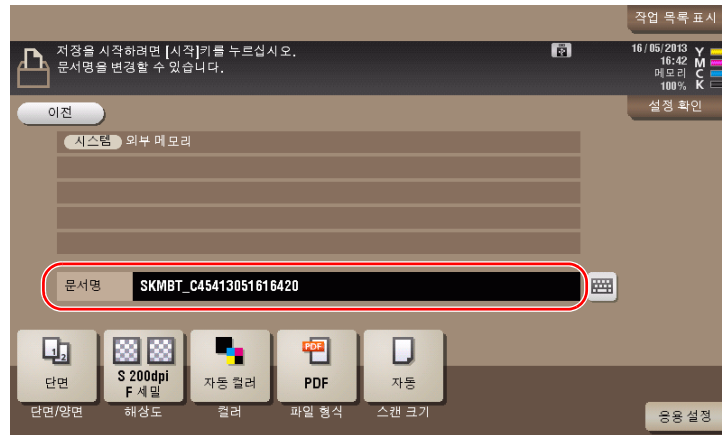 작업 목록 표시
저장을 시작하려면 [시작]키를 누르십시오.
문서명을 변경할 수 있습니다.
16/05/2013
16:42
메모리
100%
Y
M
C
K
이전
설정 확인
시스템 외부 메모리
문서명 SKMBT_C45413051616420
1 2
S 200dpi
F 세밀
PDF
단면
자동 컬러
PDF
자동
단면/양면
해상도
컬러
파일 형식
스캔 크기
응용 설정